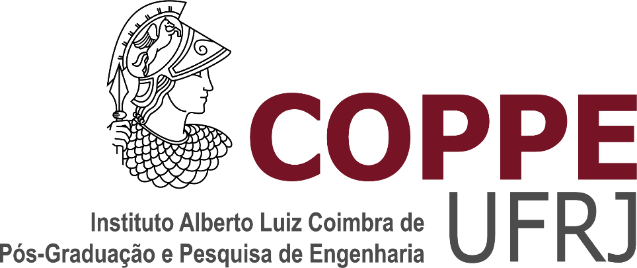 COPPE
UFRJ
Instituto Alberto Luiz Coimbra de
Pós-Graduação e Pesquisa de Engenharia